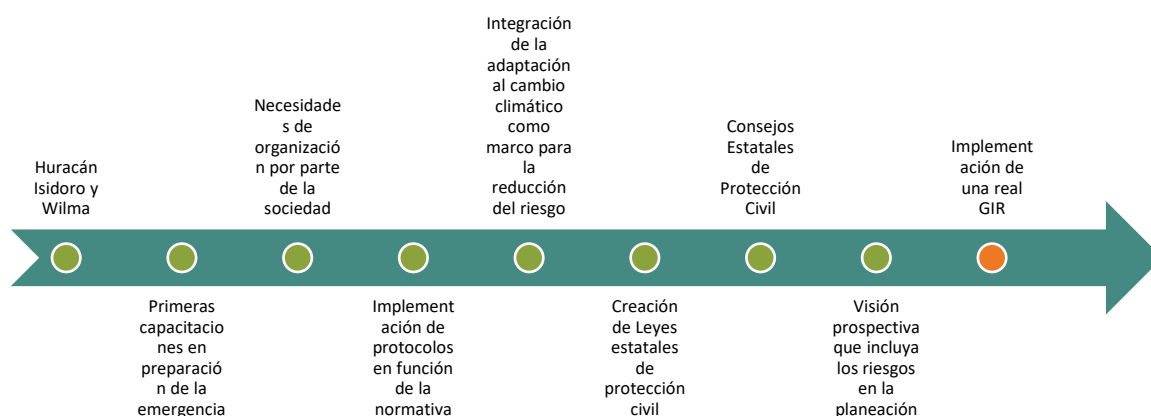 Huracán
Isidoro y
Wilma
Primeras
capacitacio
nes en
preparació
n de la
emergencia
Necesidade
s de
organizació
n por parte
de la
sociedad
Implement
ación de
protocolos
en función
de la
normativa
Integración
de la
adaptación
al cambio
climático
como
marco para
la
reducción
del riesgo
Creación
de Leyes
estatales
de
protección
civil
Consejos
Estatales
de
Protección
Civil
Visión
prospectiva
que incluya
los riesgos
en la
planeación
Implement
ación de
una real
GIR